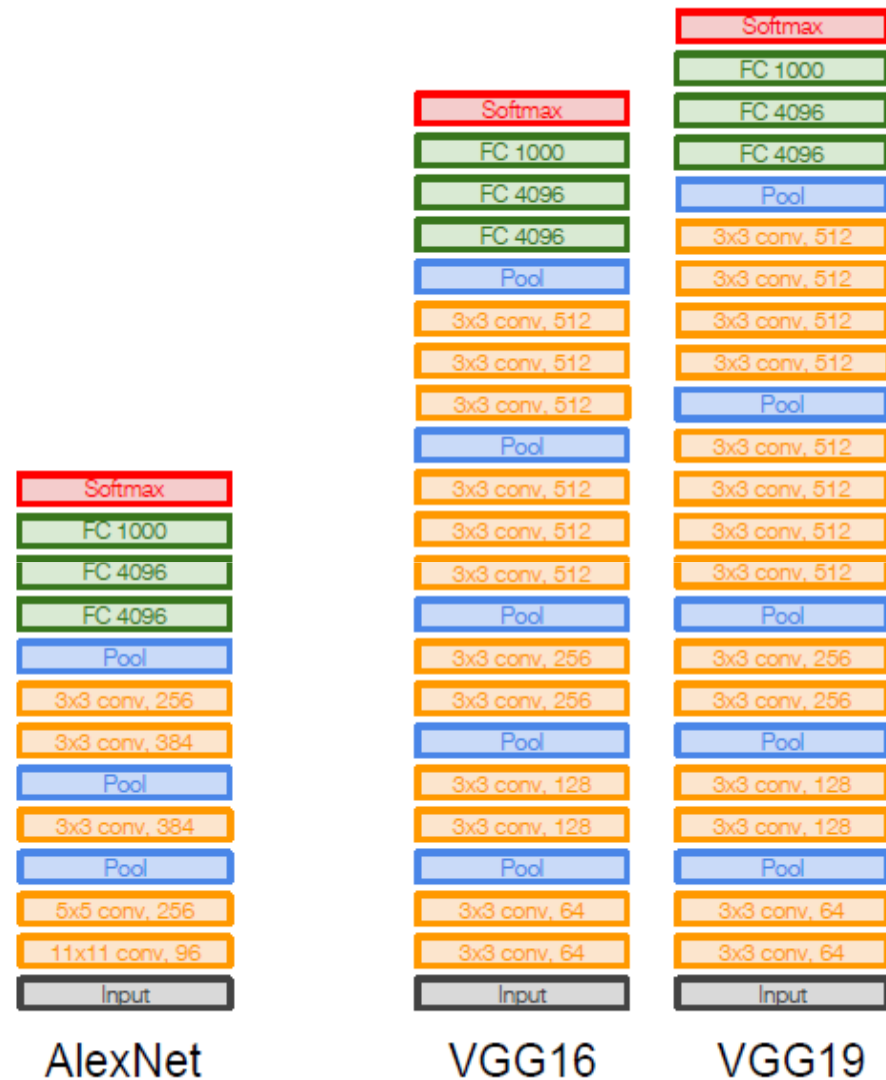 Softmax
FC 1000
FC 4096
FC 4096
Pool
3x3 conv, 256
3x3 conv, 384
Pool
3x3 conv, 384
Pool
5x5 conv, 256
11x11 conv, 96
Input
AlexNet
Softmax
FC 1000
FC 4096
FC 4096
Pool
3x3 conv, 512
3x3 conv, 512
3x3 conv, 512
Pool
3x3 conv, 512
3x3 conv, 512
3x3 conv, 512
Pool
3x3 conv, 256
3x3 conv, 256
Pool
3x3 conv, 128
3x3 conv, 128
Pool
3x3 conv, 64
3x3 conv, 64
Input
VGG16
Softmax
FC 1000
FC 4096
FC 4096
Pool
3x3 conv, 512
3x3 conv, 512
3x3 conv, 512
3x3 conv, 512
Pool
3x3 conv, 512
3x3 conv, 512
3x3 conv, 512
3x3 conv, 512
Pool
3x3 conv, 256
3x3 conv, 256
Pool
3x3 conv, 128
3x3 conv, 128
Pool
3x3 conv, 64
3x3 conv, 64
Input
VGG19